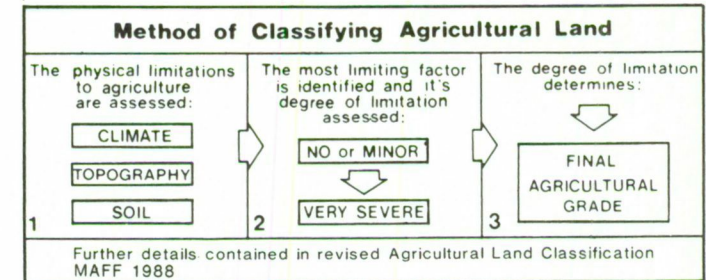 Method of Classifying Agricultural Land
The physical limitations
to agriculture
are assessed:
CLIMATE
TOPOGRAPHY
SOIL
1
The most limiting factor
is identified and it's
degree of limitation
assessed:
NO or MINOR
VERY SEVERE
2
The degree of limitation
determines:
FINAL
AGRICULTURAL
GRADE
3
Further details contained in revised Agricultural Land Classification
MAFF 1988